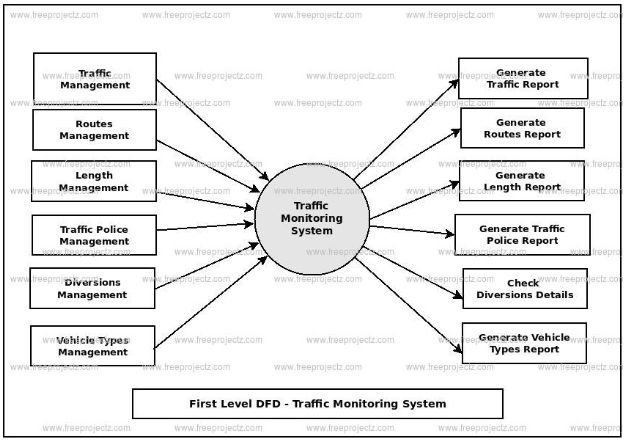 Traffic
Management
Routes
Management
Length
Management
Traffic Police
Management
Diversions
Management
Vehicle Types
Management
Traffic
Monitoring
System
Generate
Traffic Report
Generate
Routes Report
Generate
Length Report
Generate Traffic
Police Report
Check
Diversions Details
Generate Vehicle
Types Report
First Level DFD - Traffic Monitoring System
www.freeprojectz.com